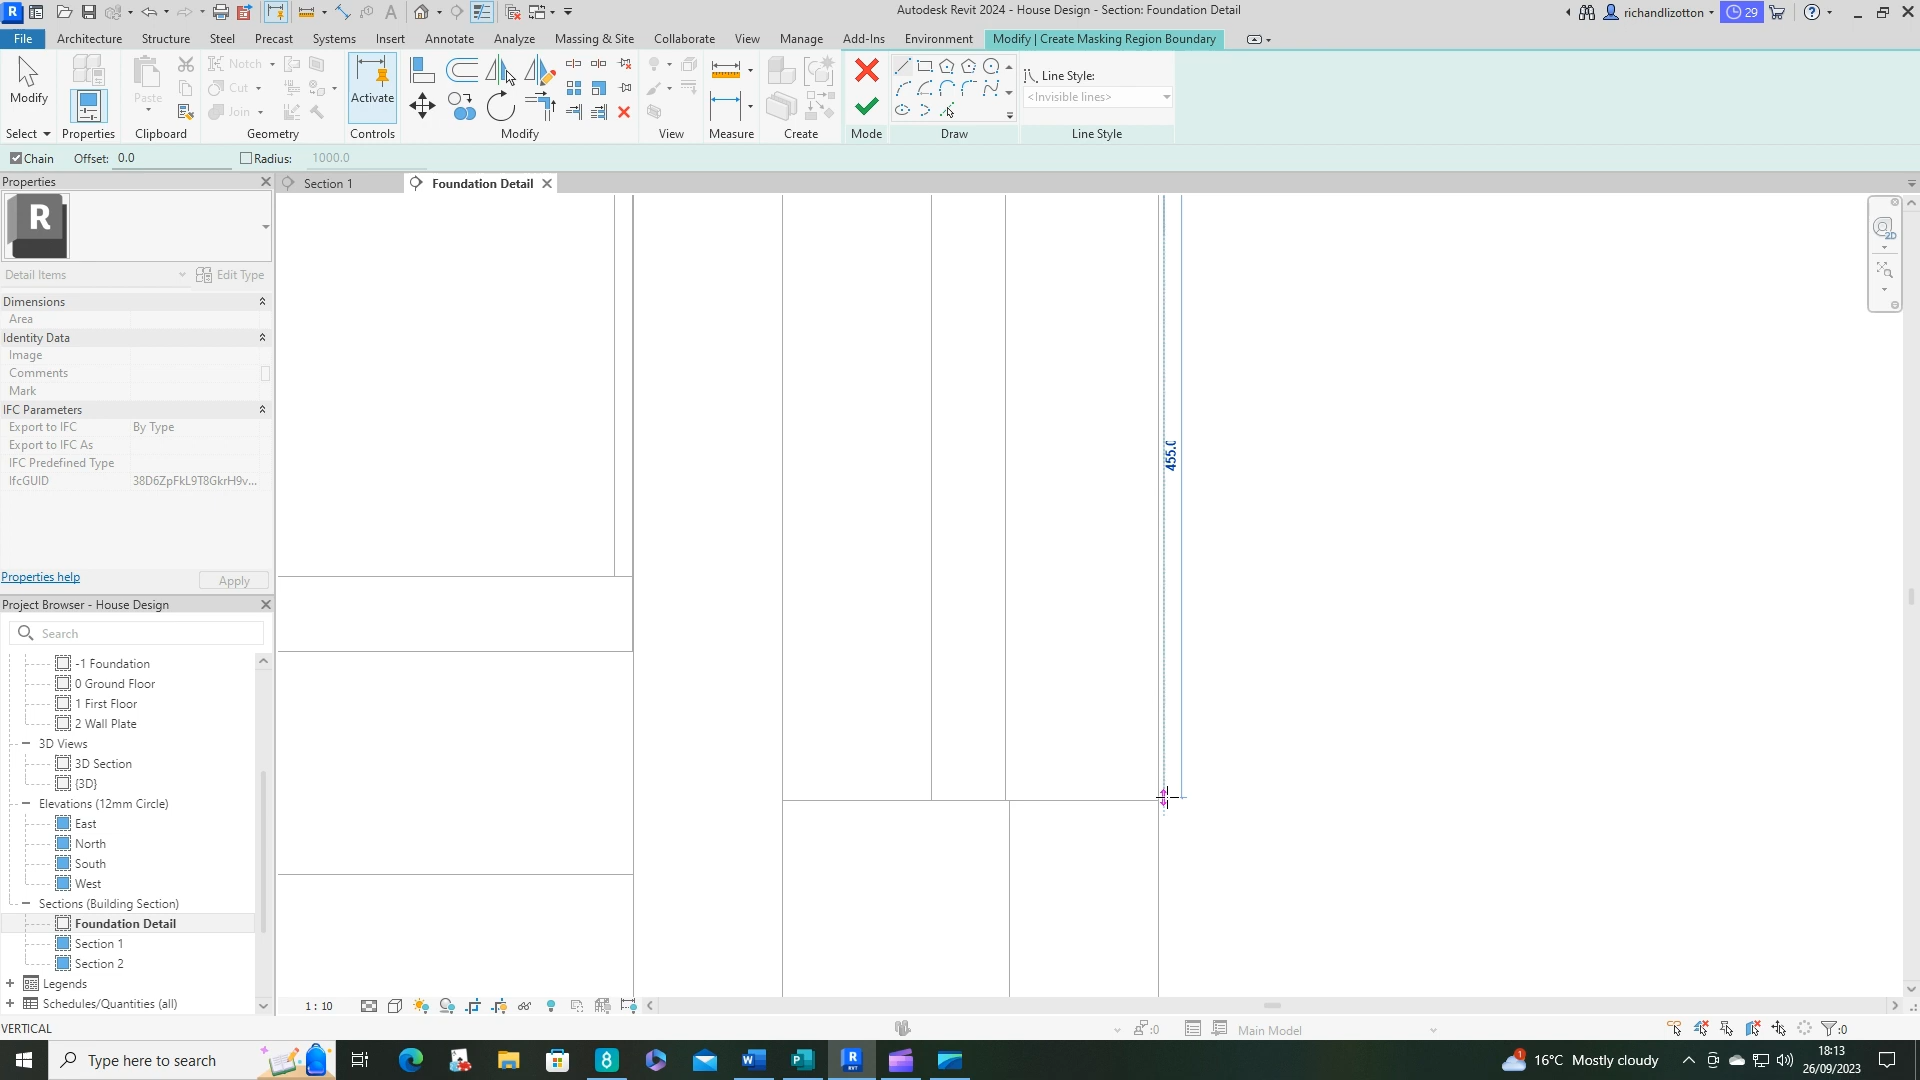 Autodesk Revit 2024 - House Design - Section: Foundation Detail
richandlizotton
29
File Architecture Structure Steel Precast Systems Insert Annotate Analyze Massing & Site Collaborate View Manage Add-Ins Environment Modify | Create Masking Region Boundary
Modify
Paste
Notch
Cut
Join
Activate
Line Style:
<Invisible lines>
Select Properties Clipboard Geometry Controls Modify View Measure Create Mode Draw Line Style
Chain Offset: 0.0 Radius: 1000.0
Properties
Section 1
Foundation Detail
R
2D
Detail Items
Edit Type
Dimensions
Area
Identity Data
Image
Comments
Mark
IFC Parameters
Export to IFC By Type
Export to IFC As
IFC Predefined Type
IfcGUID 38D6ZpFkL9T8GkrH9v...
Properties help
Apply
455.0
Project Browser - House Design
Search
-1 Foundation
0 Ground Floor
1 First Floor
2 Wall Plate
3D Views
3D Section
{3D}
Elevations (12mm Circle)
East
North
South
West
Sections (Building Section)
Foundation Detail
Section 1
Section 2
Legends
Schedules/Quantities (all)
1 : 10
VERTICAL
:0
Main Model
:0
Type here to search
16°C Mostly cloudy
18:13
26/09/2023